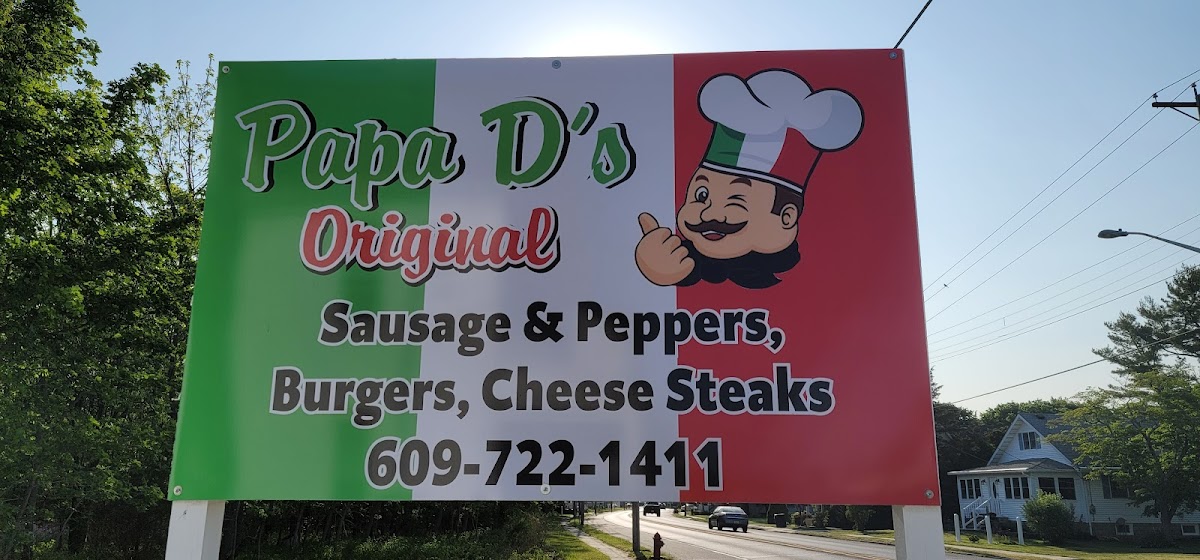 Papa D's
Original
Sausage & Peppers,
Burgers, Cheese Steaks
609-722-1411